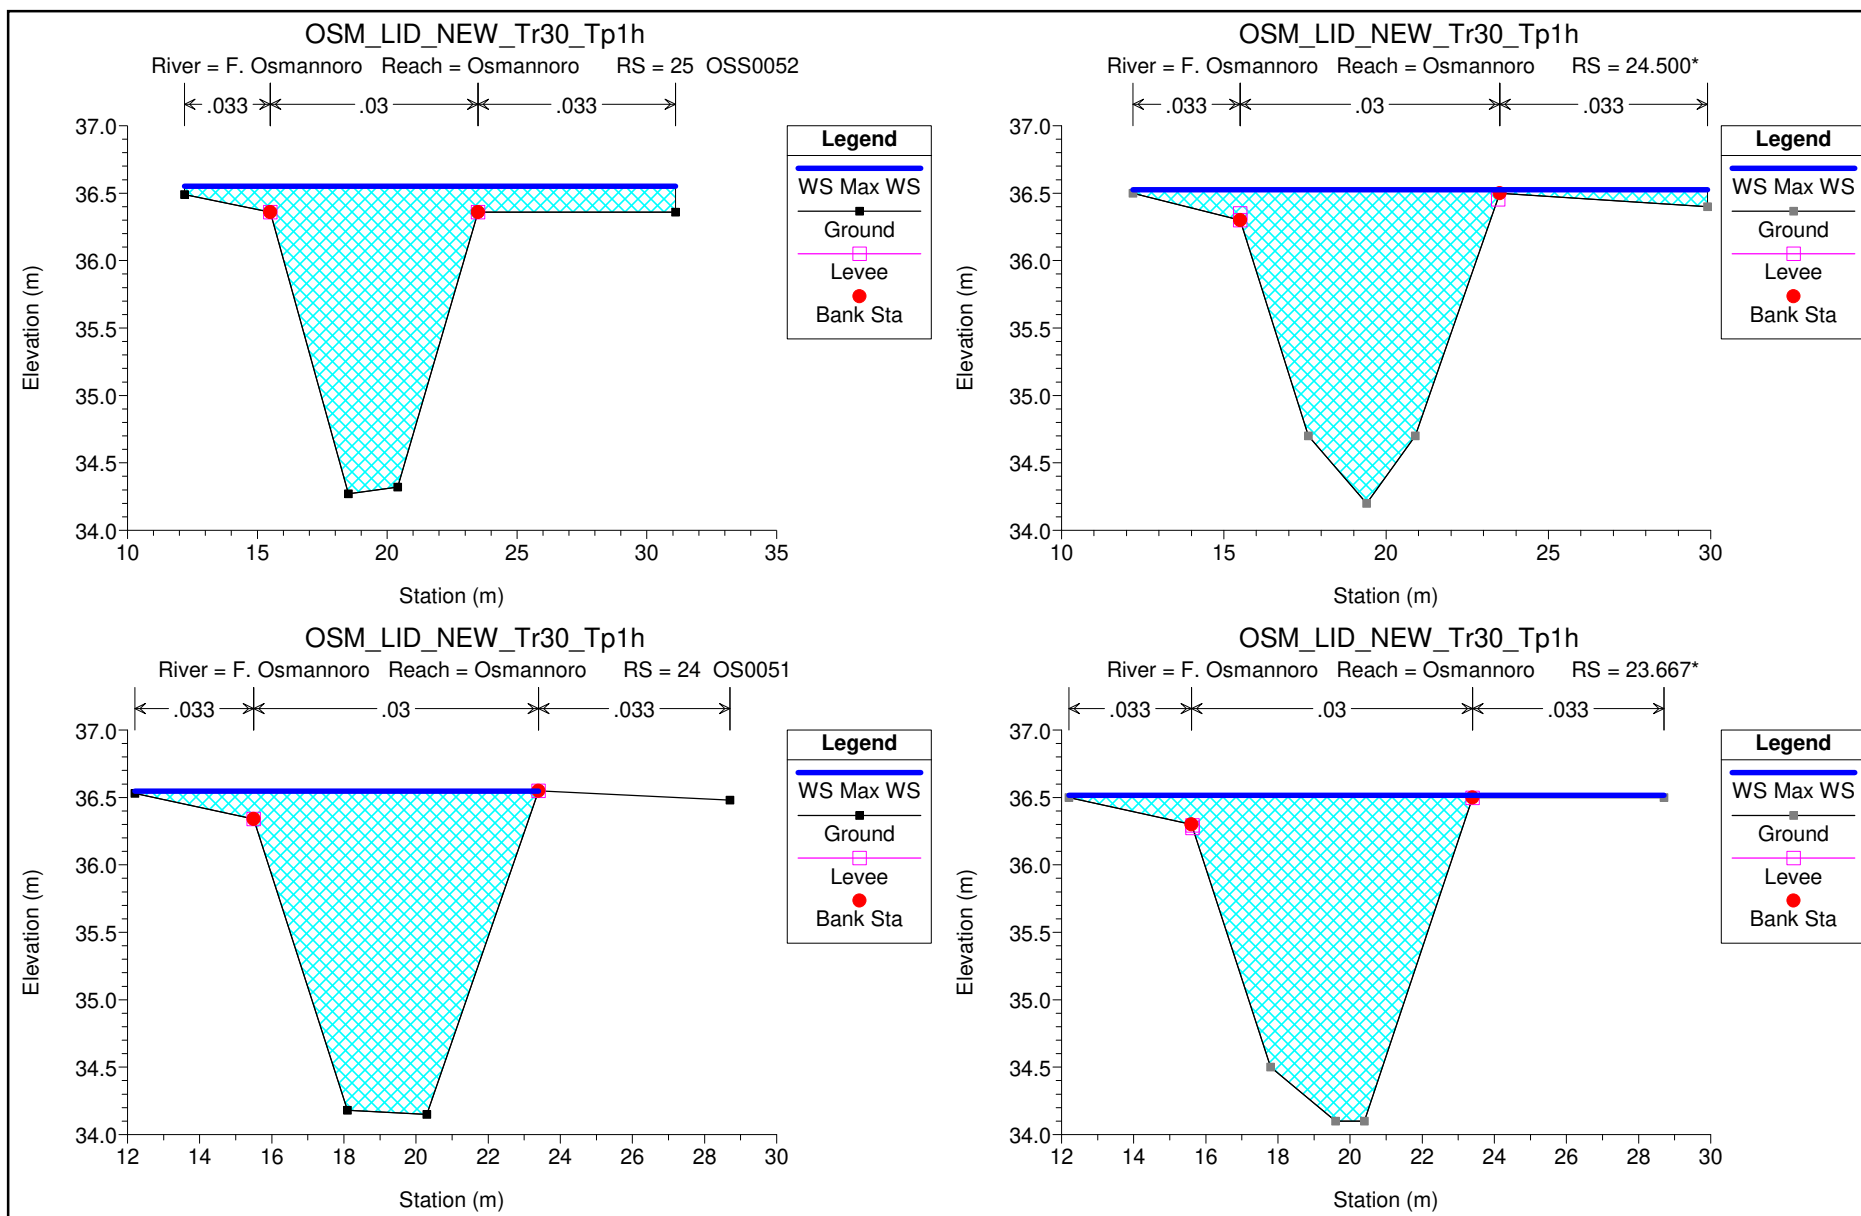 OSM_LID_NEW_Tr30_Tp1h
River = F. Osmannoro Reach = Osmannoro RS = 25 OSS0052
.033 .03 .033
37.0
36.5
36.0
35.5
35.0
34.5
34.0
Elevation (m)
10 15 20 25 30 35
Station (m)
Legend
WS Max WS
Ground
Levee
Bank Sta
OSM_LID_NEW_Tr30_Tp1h
River = F. Osmannoro Reach = Osmannoro RS = 24.500*
.033 .03 .033
37.0
36.5
36.0
35.5
35.0
34.5
34.0
Elevation (m)
10 15 20 25 30
Station (m)
Legend
WS Max WS
Ground
Levee
Bank Sta
OSM_LID_NEW_Tr30_Tp1h
River = F. Osmannoro Reach = Osmannoro RS = 24 OS0051
.033 .03 .033
37.0
36.5
36.0
35.5
35.0
34.5
34.0
Elevation (m)
12 14 16 18 20 22 24 26 28 30
Station (m)
Legend
WS Max WS
Ground
Levee
Bank Sta
OSM_LID_NEW_Tr30_Tp1h
River = F. Osmannoro Reach = Osmannoro RS = 23.667*
.033 .03 .033
37.0
36.5
36.0
35.5
35.0
34.5
34.0
Elevation (m)
12 14 16 18 20 22 24 26 28 30
Station (m)
Legend
WS Max WS
Ground
Levee
Bank Sta